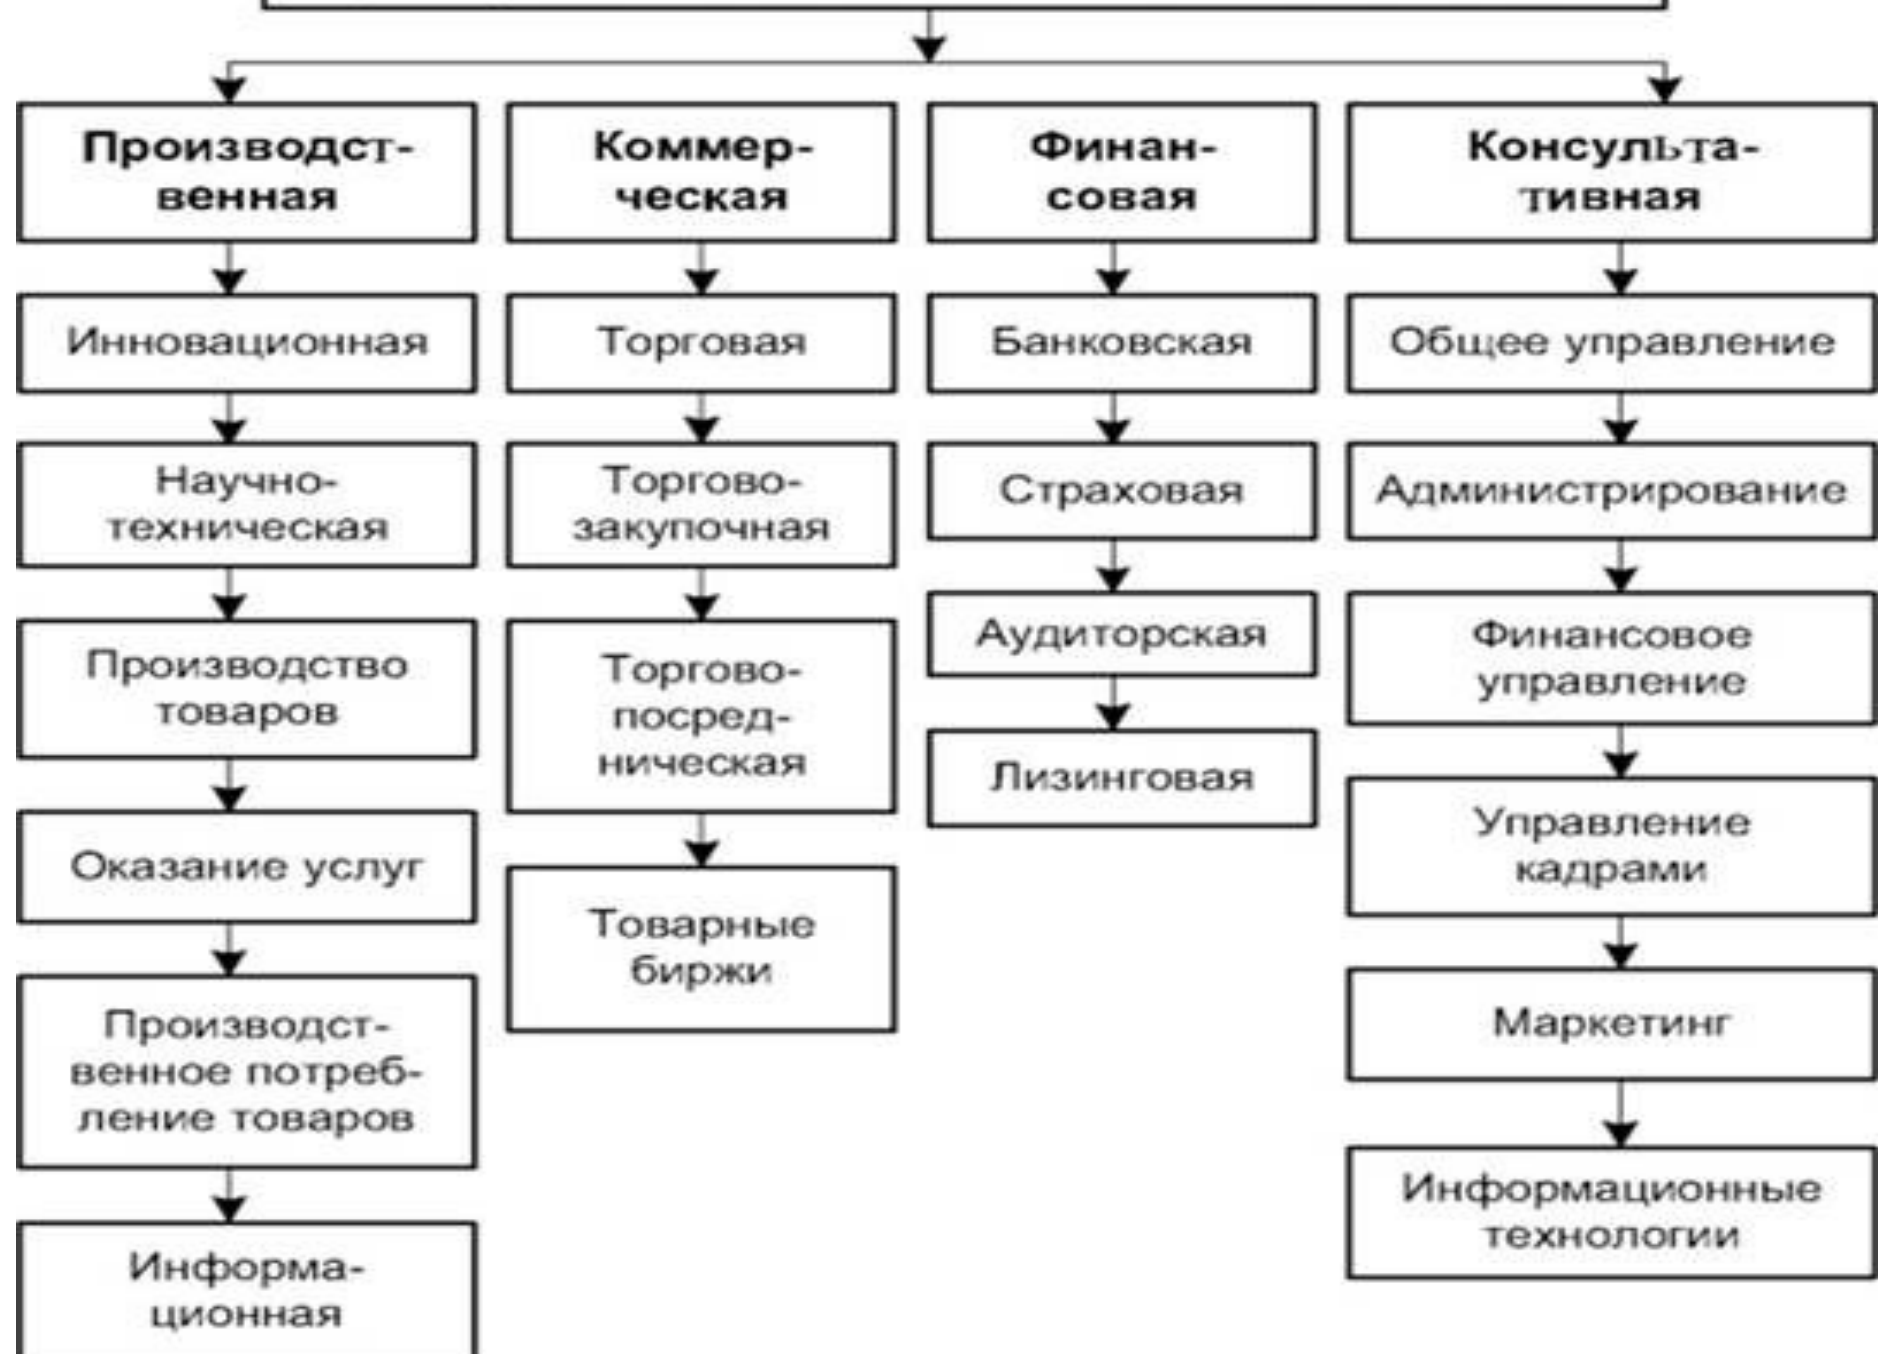 Производст-
венная
Инновационная
Научно-
техническая
Производство
товаров
Оказание услуг
Производст-
венное потреб-
ление товаров
Информа-
ционная
Коммер-
ческая
Торговая
Торгово-
закупочная
Торгово-
посред-
ническая
Товарные
биржи
Финан-
совая
Банковская
Страховая
Аудиторская
Лизинговая
Консульта-
тивная
Общее управление
Администрирование
Финансовое
управление
Управление
кадрами
Маркетинг
Информационные
технологии